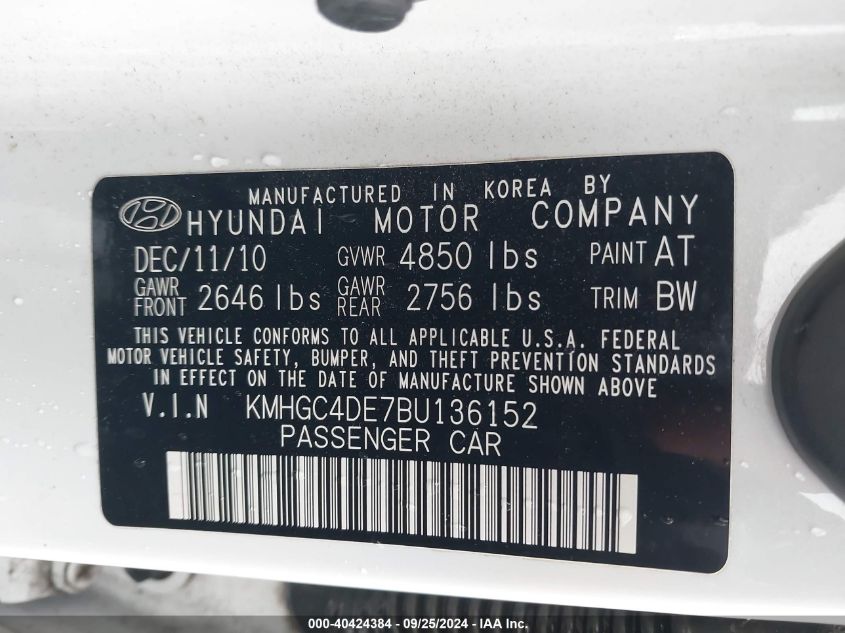 MANUFACTURED IN KOREA BY
HYUNDAI MOTOR COMPANY
DEC/11/10 GVWR 4850 lbs PAINT AT
GAWR FRONT 2646 lbs GAWR REAR 2756 lbs TRIM BW
THIS VEHICLE CONFORMS TO ALL APPLICABLE U.S.A. FEDERAL
MOTOR VEHICLE SAFETY, BUMPER, AND THEFT PREVENTION STANDARDS
IN EFFECT ON THE DATE OF MANUFACTURE SHOWN ABOVE
V.I.N KMHGC4DE7BU136152
PASSENGER CAR
000-40424384 - 09/25/2024 - IAA Inc.